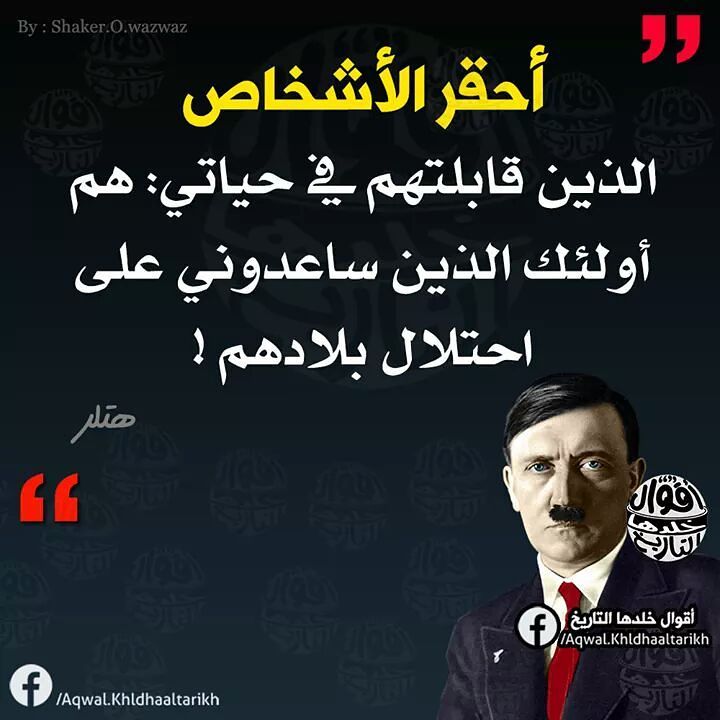 By : Shaker.O.wazwaz
أحقر الأشخاص
الذين قابلتهم في حياتي: هم
أولئك الذين ساعدوني على
احتلال بلادهم !
هتلر
أقوال
خلدها
التاريخ
أقوال خلدها التاريخ
/Aqwal.Khldhaaltarikh
/Aqwal.Khldhaaltarikh